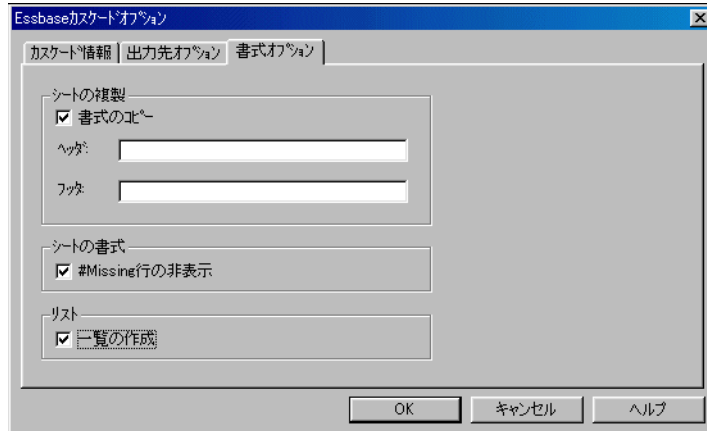 Essbaseｶｽｹｰﾄﾞｵﾌﾟｼｮﾝ
ｶｽｹｰﾄﾞ情報 出力先ｵﾌﾟｼｮﾝ 書式ｵﾌﾟｼｮﾝ
ｼｰﾄの複製
書式のｺﾋﾟｰ
ﾍｯﾀﾞ:
ﾌｯﾀ:
ｼｰﾄの書式
#Missing行の非表示
ﾘｽﾄ
一覧の作成
OK キャンセル ヘルプ